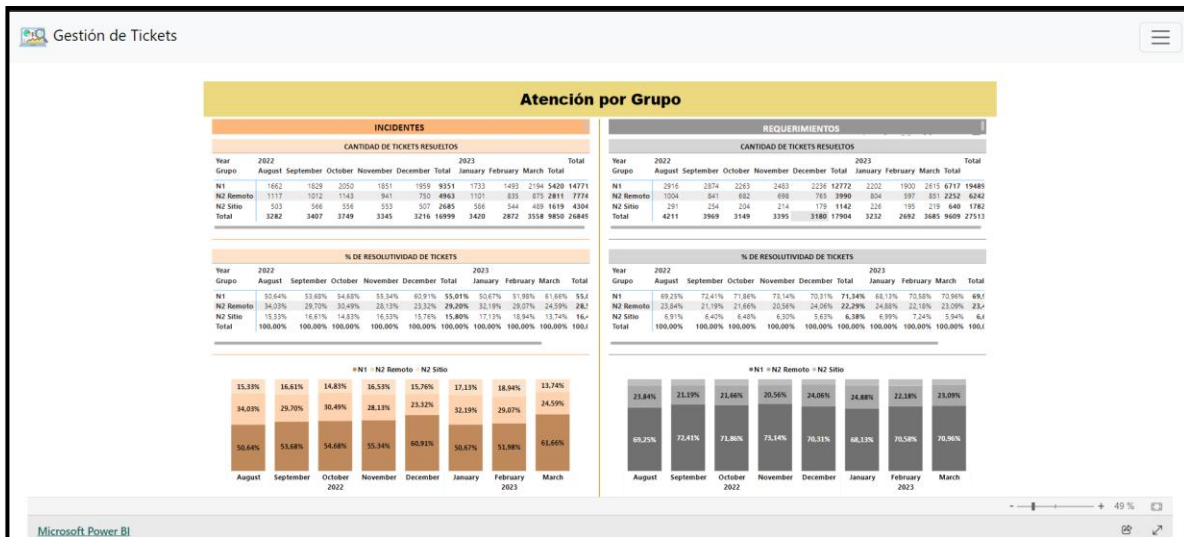 Gestión de Tickets
Atención por Grupo
INCIDENTES
CANTIDAD DE TICKETS RESUELTOS
Year 2022 2023 Total
Grupo August September October November December Total January February March Total
N1 1662 1829 2050 1851 1959 9351 1733 1493 2194 5420 14771
N2 Remoto 1117 1012 1143 941 750 4963 1101 835 875 2811 7774
N2 Sitio 503 566 556 553 507 2685 586 544 489 1619 4304
Total 3282 3407 3749 3345 3216 16999 3420 2872 3558 9850 26849
% DE RESOLUTIVIDAD DE TICKETS
Year 2022 2023
Grupo August September October November December Total January February March Total
N1 50,64% 53,68% 54,68% 55,34% 60,91% 55,01% 50,67% 51,98% 61,66% 55,0
N2 Remoto 34,03% 29,70% 30,49% 28,13% 23,32% 29,20% 32,19% 29,07% 24,59% 28,
N2 Sitio 15,33% 16,61% 14,83% 16,53% 15,76% 15,80% 17,13% 18,94% 13,74% 16,
Total 100,00% 100,00% 100,00% 100,00% 100,00% 100,00% 100,00% 100,00% 100,00% 100,0
N1 N2 Remoto N2 Sitio
15,33% 16,61% 14,83% 16,53% 15,76% 17,13% 18,94% 13,74%
34,03% 29,70% 30,49% 28,13% 23,32% 32,19% 29,07% 24,59%
50,64% 53,68% 54,68% 55,34% 60,91% 50,67% 51,98% 61,66%
August September October November December January February March
2022 2023
REQUERIMIENTOS
CANTIDAD DE TICKETS RESUELTOS
Year 2022 2023 Total
Grupo August September October November December Total January February March Total
N1 2916 2874 2263 2483 2236 12772 2202 1900 2615 6717 19489
N2 Remoto 1004 841 682 698 765 3990 804 597 851 2252 6242
N2 Sitio 291 254 204 214 179 1142 226 195 219 640 1782
Total 4211 3969 3149 3395 3180 17904 3232 2692 3685 9609 27513
% DE RESOLUTIVIDAD DE TICKETS
Year 2022 2023
Grupo August September October November December Total January February March Total
N1 69,25% 72,41% 71,86% 73,14% 70,31% 71,34% 68,13% 70,58% 70,96% 69,
N2 Remoto 23,84% 21,19% 21,66% 20,56% 24,06% 22,29% 24,88% 22,18% 23,09% 23,
N2 Sitio 6,91% 6,40% 6,48% 6,30% 5,63% 6,38% 6,99% 7,24% 5,94% 6,
Total 100,00% 100,00% 100,00% 100,00% 100,00% 100,00% 100,00% 100,00% 100,00% 100,0
N1 N2 Remoto N2 Sitio
23,84% 21,19% 21,66% 20,56% 24,06% 24,88% 22,18% 23,09%
69,25% 72,41% 71,86% 73,14% 70,31% 68,13% 70,58% 70,96%
August September October November December January February March
2022 2023
- + 49 %
Microsoft Power BI